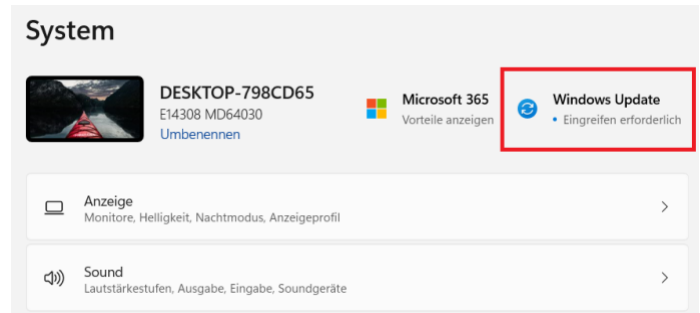 System
DESKTOP-798CD65
E14308 MD64030
Umbenennen
Microsoft 365
Vorteile anzeigen
Windows Update
• Eingreifen erforderlich
Anzeige
Monitore, Helligkeit, Nachtmodus, Anzeigeprofil
Sound
Lautstärkestufen, Ausgabe, Eingabe, Soundgeräte